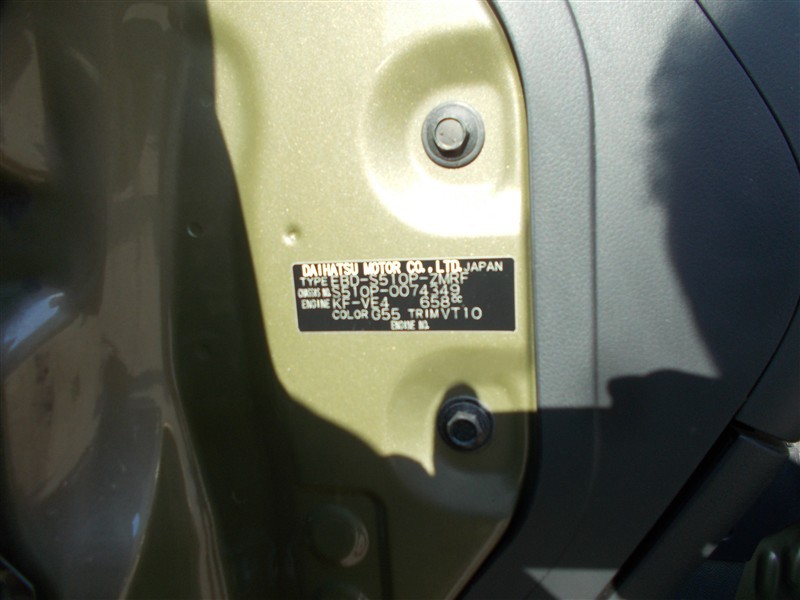 DAIHATSU MOTOR CO.,LTD. JAPAN
TYPE EBD-S510P-ZMRF
CHASSIS NO. S510P-0074349
ENGINE KF-VE4 658cc
COLOR G55 TRIM VT10
ENGINE NO.